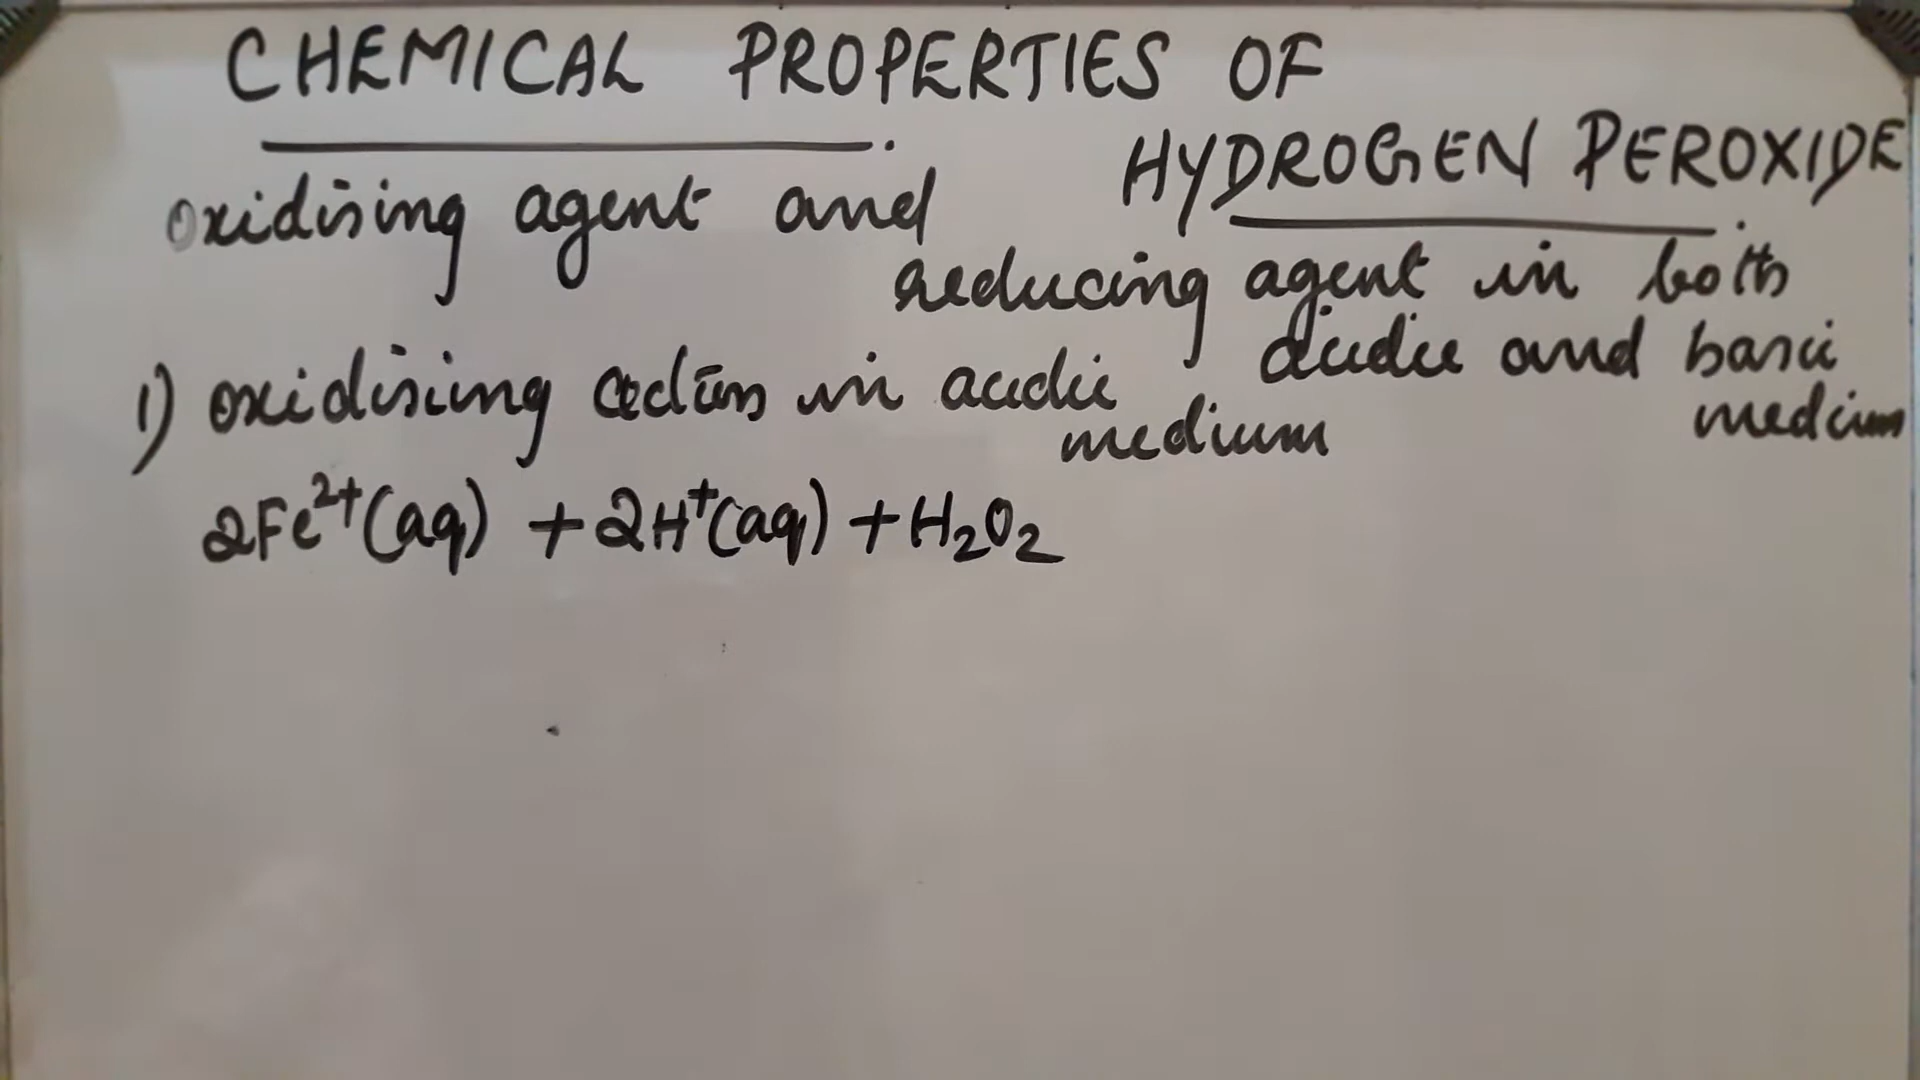 CHEMICAL PROPERTIES OF
HYDROGEN PEROXIDE
oxidising agent and
reducing agent in both
acidic and basic
medium
1) oxidising action in acidic
medium
2Fe²⁺(aq) + 2H⁺(aq) + H₂O₂